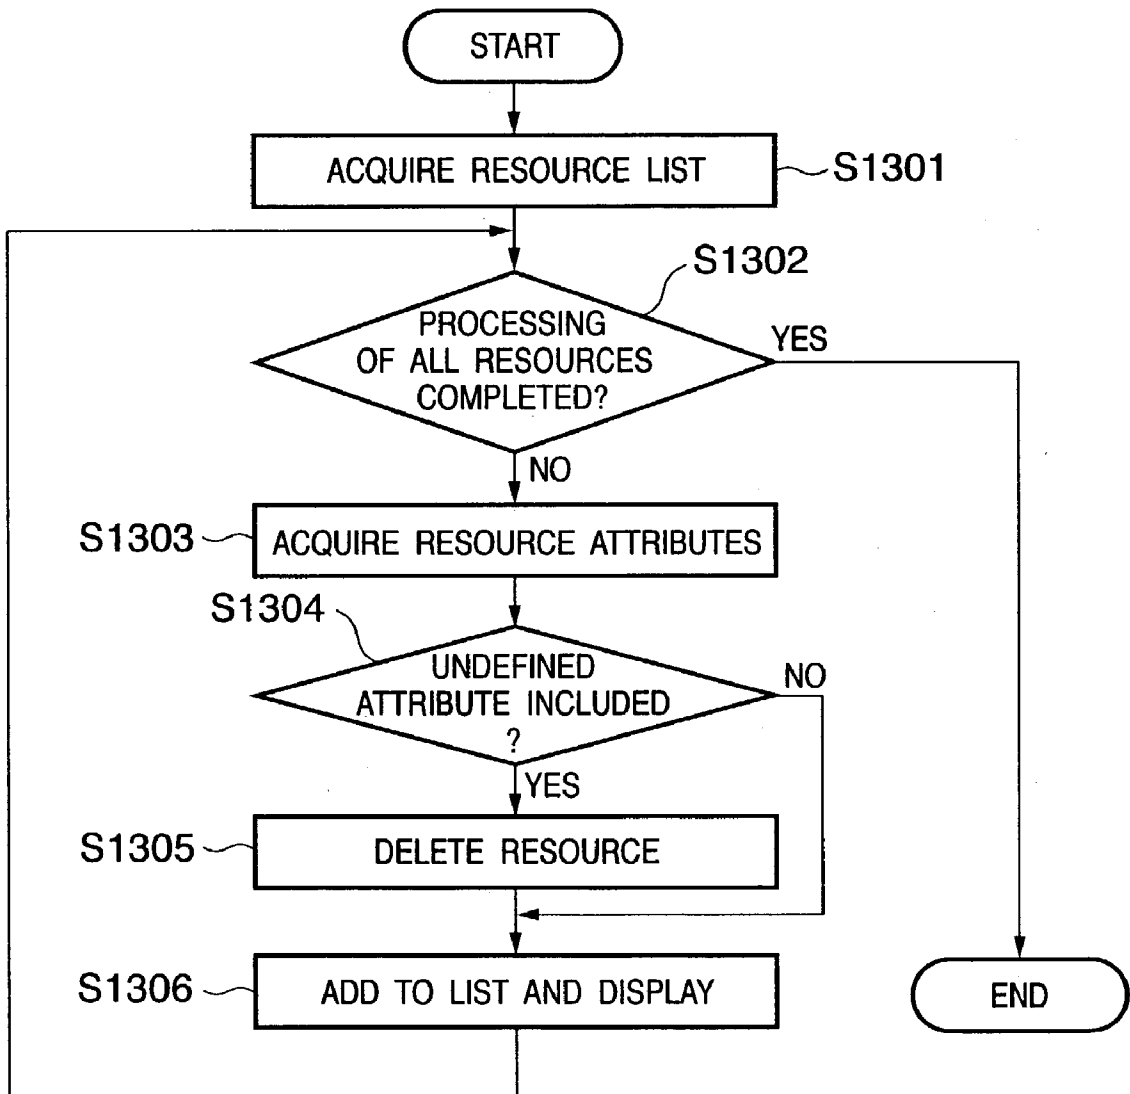 START
ACQUIRE RESOURCE LIST
S1301
S1302
PROCESSING
OF ALL RESOURCES
COMPLETED?
YES
NO
S1303
ACQUIRE RESOURCE ATTRIBUTES
S1304
UNDEFINED
ATTRIBUTE INCLUDED
?
NO
YES
S1305
DELETE RESOURCE
S1306
ADD TO LIST AND DISPLAY
END